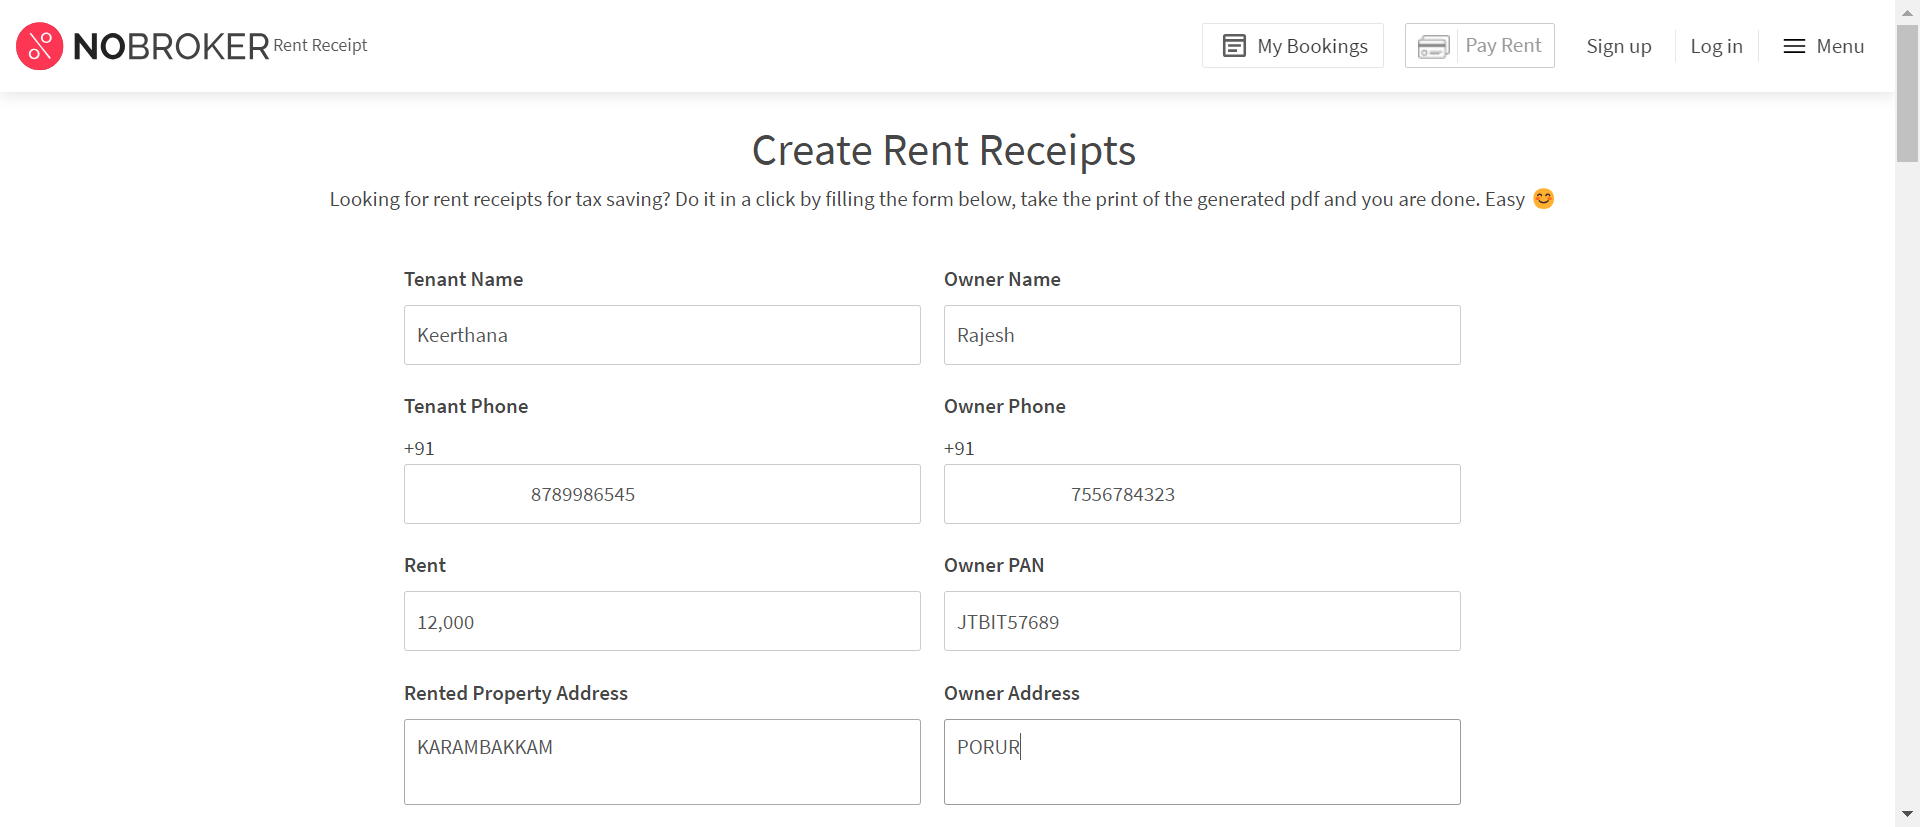 NOBROKER Rent Receipt My Bookings Pay Rent Sign up Log in Menu
Create Rent Receipts
Looking for rent receipts for tax saving? Do it in a click by filling the form below, take the print of the generated pdf and you are done. Easy 😊
Tenant Name Owner Name
Keerthana Rajesh
Tenant Phone Owner Phone
+91 +91
8789986545 7556784323
Rent Owner PAN
12,000 JTBIT57689
Rented Property Address Owner Address
KARAMBAKKAM PORUR